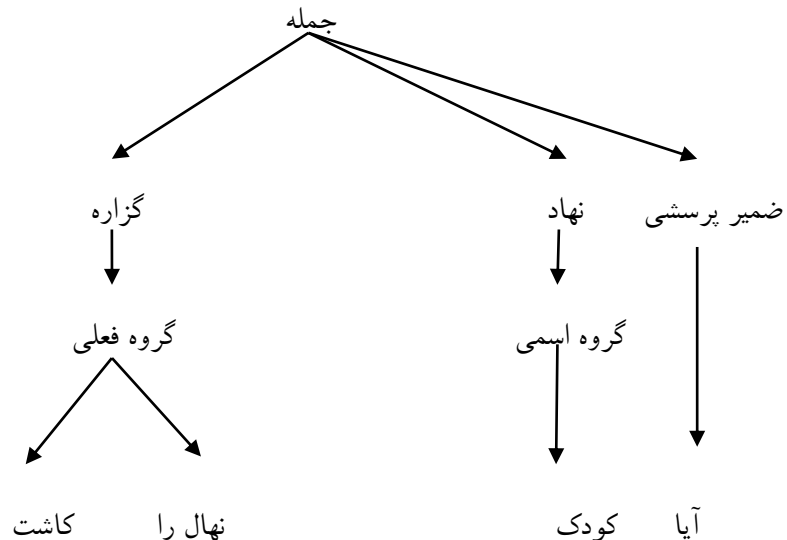 جمله
ضمیر پرسشی نهاد گزاره
گروه اسمی گروه فعلی
آیا کودک نهال را کاشت